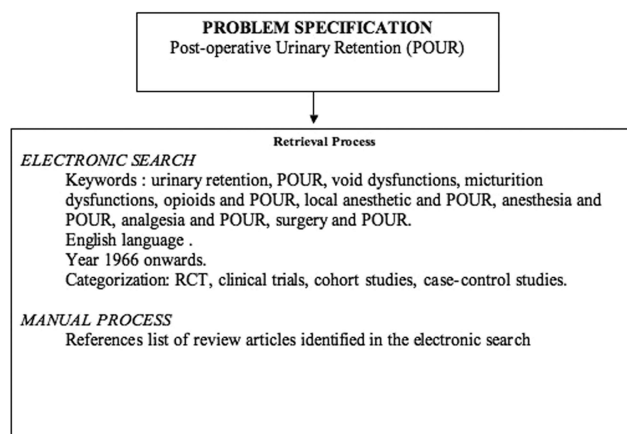 PROBLEM SPECIFICATION
Post-operative Urinary Retention (POUR)
Retrieval Process
ELECTRONIC SEARCH
Keywords : urinary retention, POUR, void dysfunctions, micturition
dysfunctions, opioids and POUR, local anesthetic and POUR, anesthesia and
POUR, analgesia and POUR, surgery and POUR.
English language .
Year 1966 onwards.
Categorization: RCT, clinical trials, cohort studies, case-control studies.
MANUAL PROCESS
References list of review articles identified in the electronic search